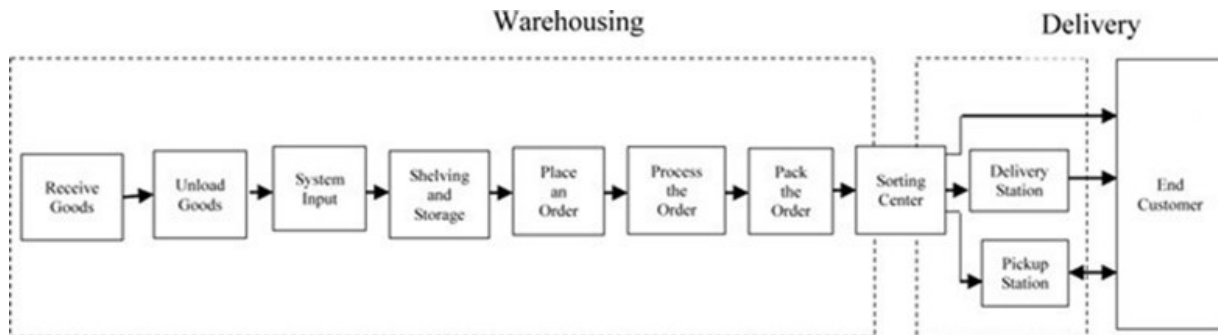 Warehousing
Delivery
Receive
Goods
Unload
Goods
System
Input
Shelving
and
Storage
Place
an
Order
Process
the
Order
Pack
the
Order
Sorting
Center
Delivery
Station
Pickup
Station
End
Customer